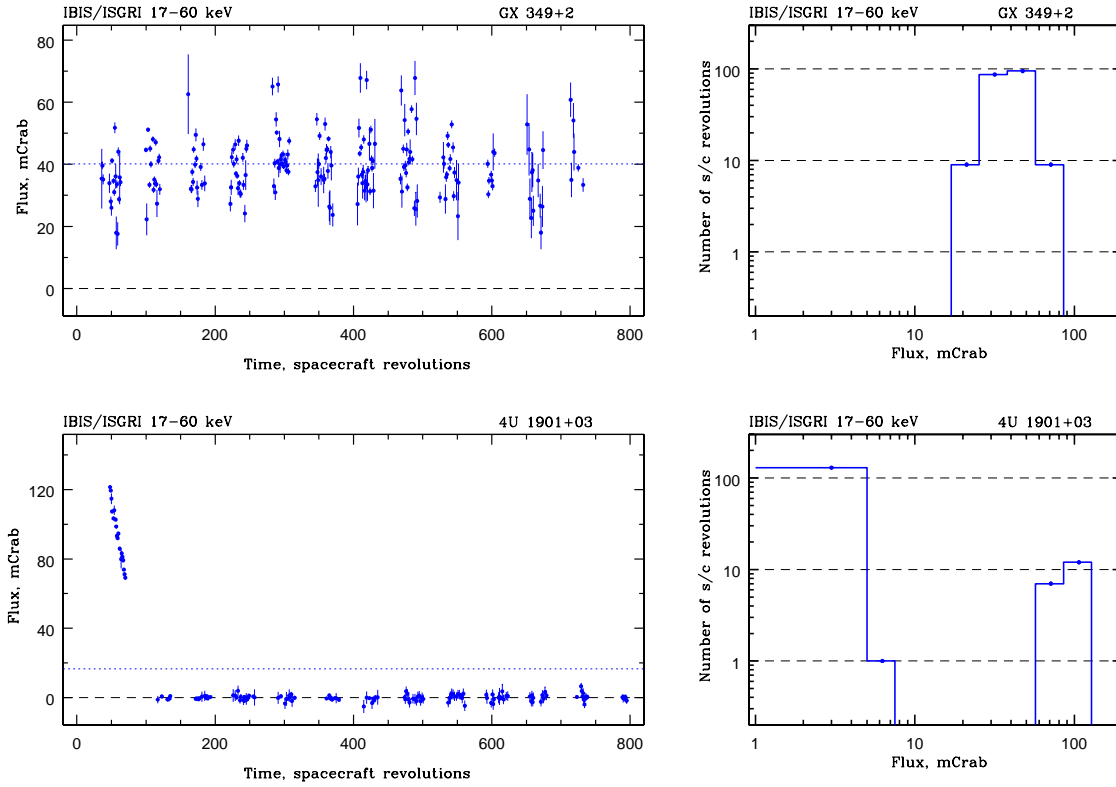 IBIS/ISGRI 17−60 keV GX 349+2
80
60
40
20
0
Flux, mCrab
0 200 400 600 800
Time, spacecraft revolutions
IBIS/ISGRI 17−60 keV GX 349+2
100
10
1
Number of s/c revolutions
1 10 100
Flux, mCrab
IBIS/ISGRI 17−60 keV 4U 1901+03
120
80
40
0
Flux, mCrab
0 200 400 600 800
Time, spacecraft revolutions
IBIS/ISGRI 17−60 keV 4U 1901+03
100
10
1
Number of s/c revolutions
1 10 100
Flux, mCrab